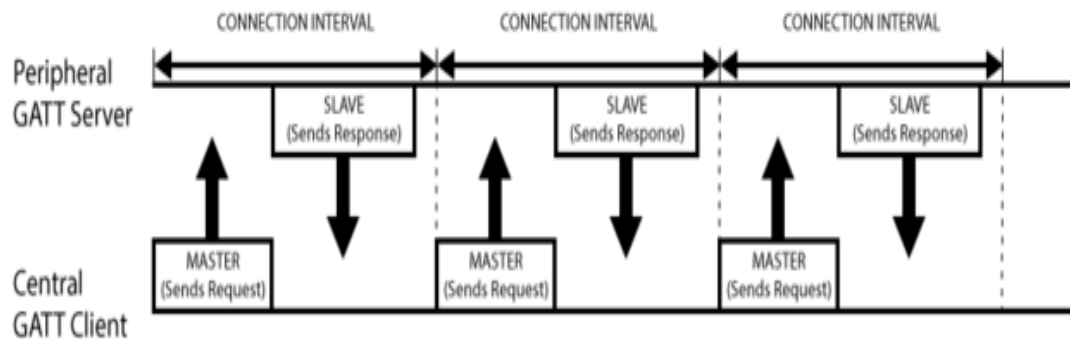 CONNECTION INTERVAL
CONNECTION INTERVAL
CONNECTION INTERVAL
Peripheral
GATT Server
SLAVE
(Sends Response)
SLAVE
(Sends Response)
SLAVE
(Sends Response)
MASTER
(Sends Request)
MASTER
(Sends Request)
MASTER
(Sends Request)
Central
GATT Client